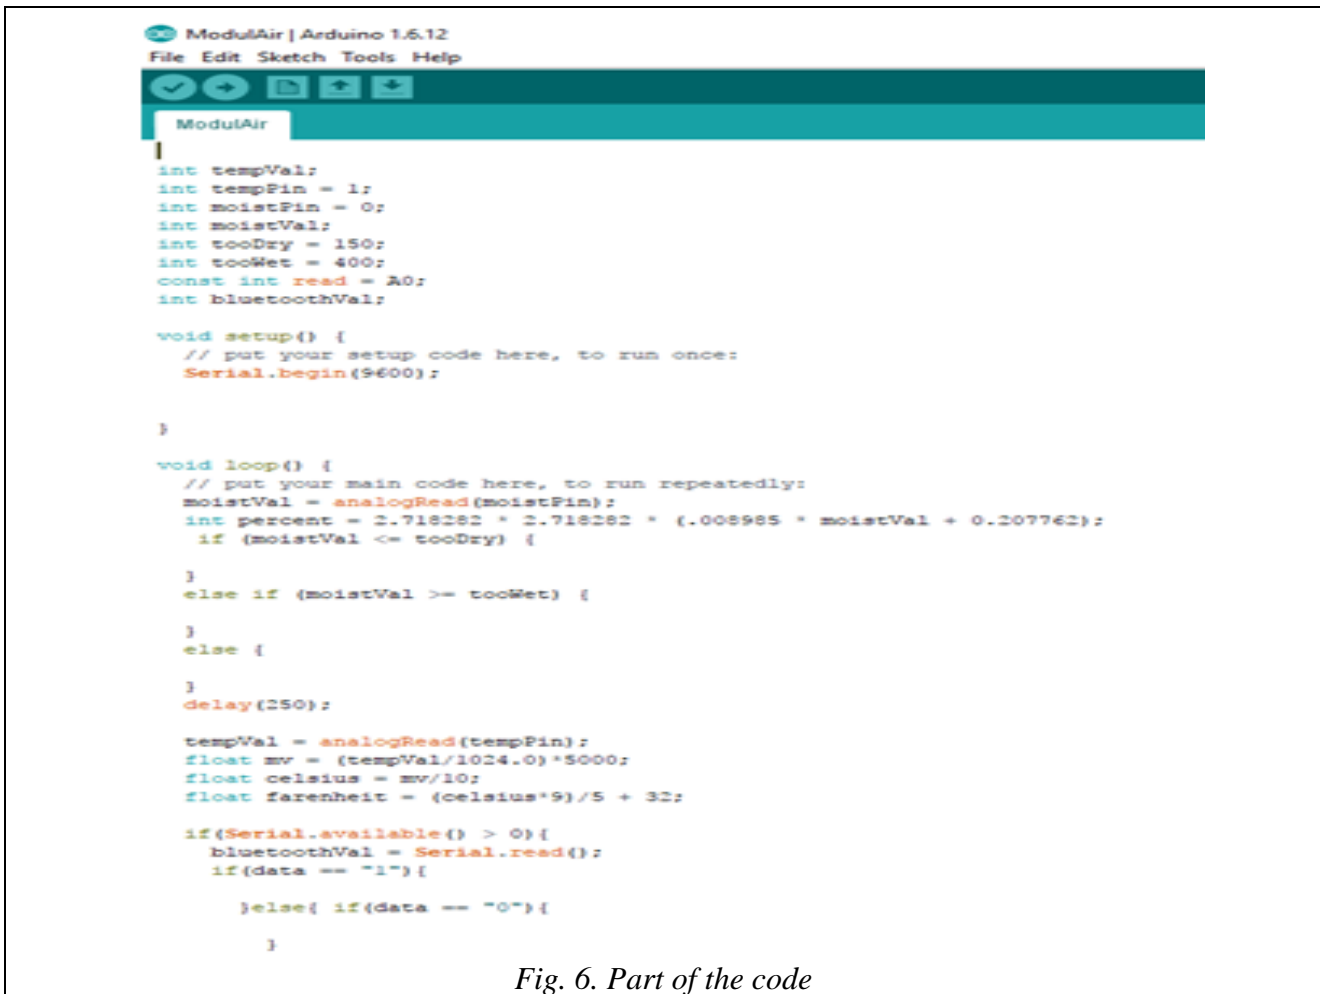 ModulAir | Arduino 1.6.12
File Edit Sketch Tools Help
ModulAir
int tempVal;
int tempPin = 1;
int moistPin = 0;
int moistVal;
int tooDry = 150;
int tooWet = 400;
const int read = A0;
int bluetoothVal;
void setup() {
// put your setup code here, to run once:
Serial.begin(9600);
}
void loop() {
// put your main code here, to run repeatedly:
moistVal = analogRead(moistPin);
int percent = 2.718282 * 2.718282 * (.008985 * moistVal + 0.207762);
if (moistVal <= tooDry) {
}
else if (moistVal >= tooWet) {
}
else {
}
delay(250);
tempVal = analogRead(tempPin);
float mv = (tempVal/1024.0)*5000;
float celsius = mv/10;
float farenheit = (celsius*9)/5 + 32;
if(Serial.available() > 0){
bluetoothVal = Serial.read();
if(data == "1"){
}else{ if(data == "0"){
}
Fig. 6. Part of the code